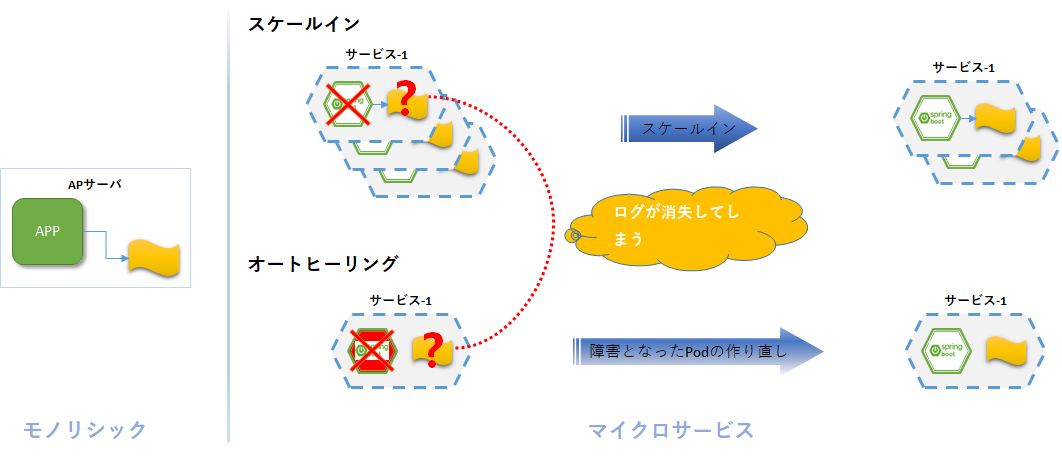 スケールイン
サービス-1
?
spring
スケールイン
サービス-1
spring
boot
APサーバ
APP
ログが消失してし
まう
オートヒーリング
サービス-1
?
spring
障害となったPodの作り直し
サービス-1
spring
boot
モノリシック
マイクロサービス